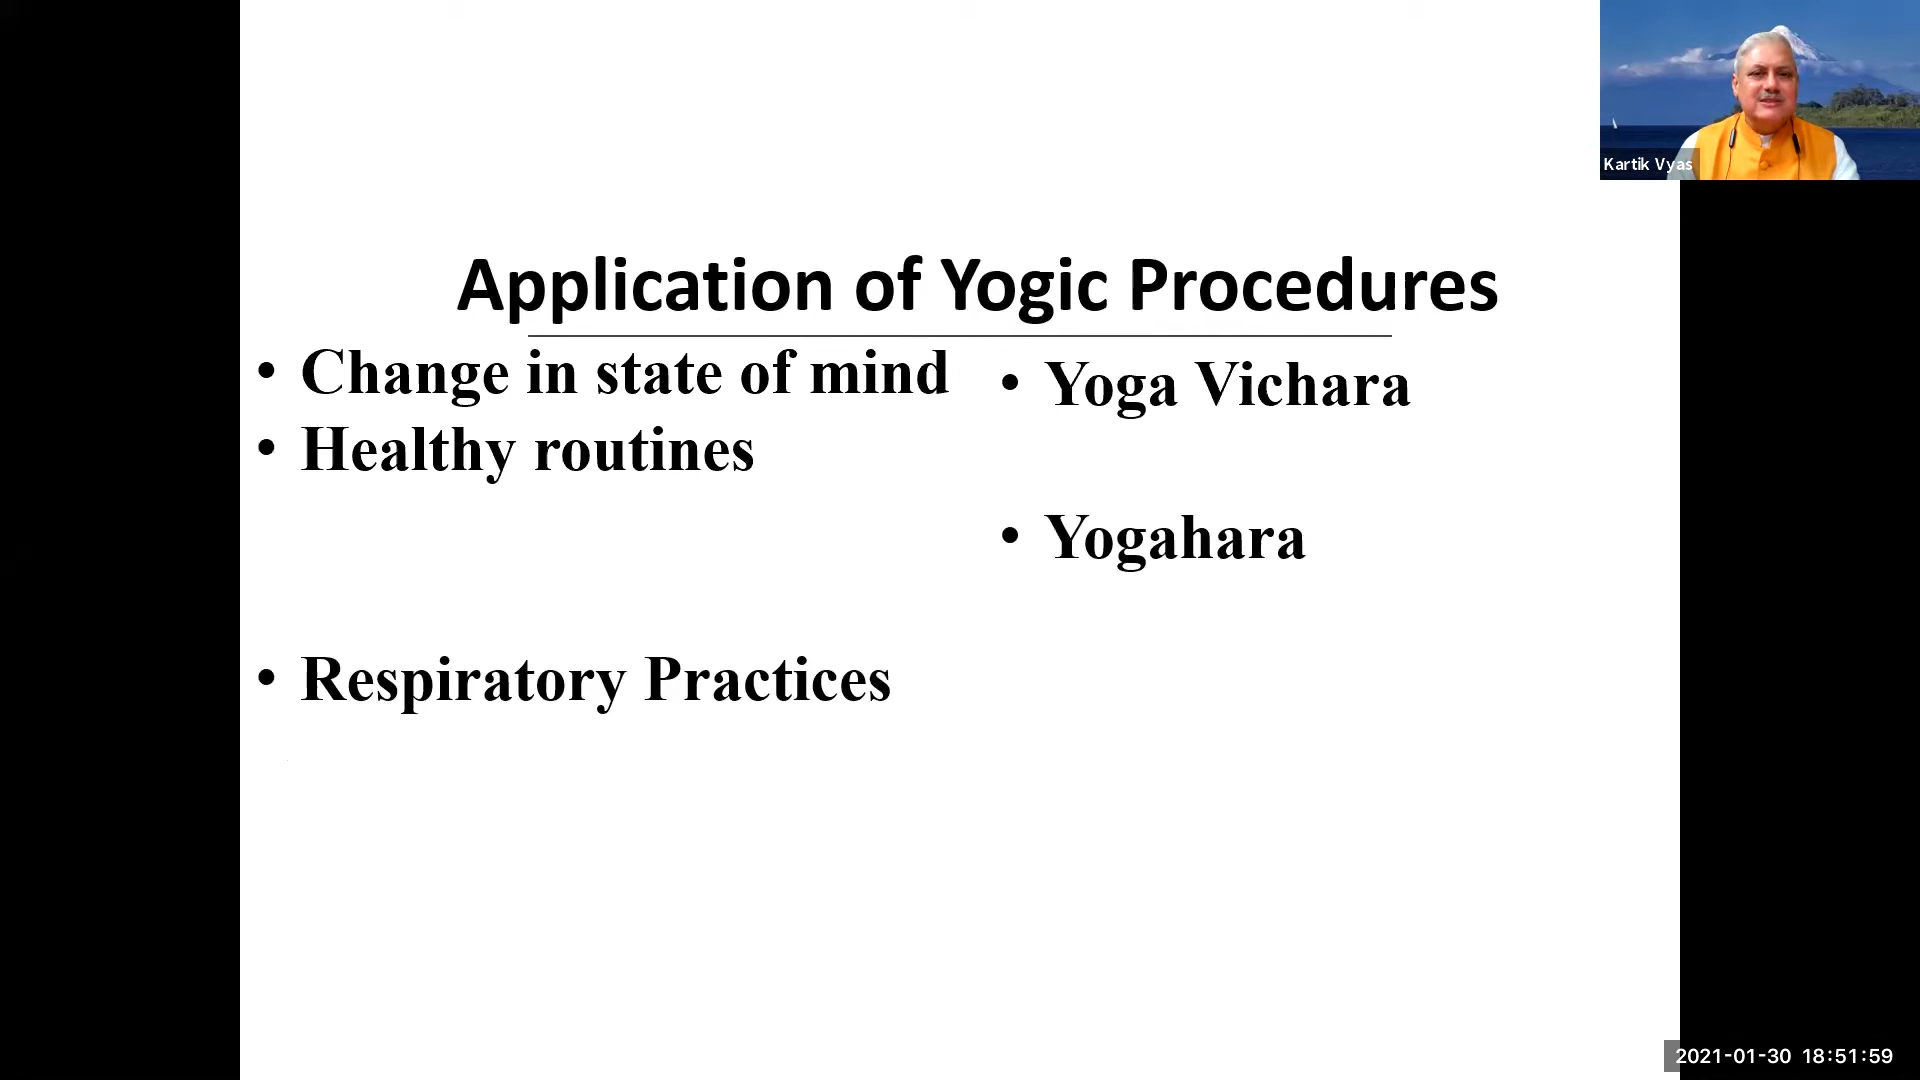 Kartik Vyas
Application of Yogic Procedures
• Change in state of mind
• Healthy routines
• Respiratory Practices
• Yoga Vichara
• Yogahara
2021-01-30 18:51:59